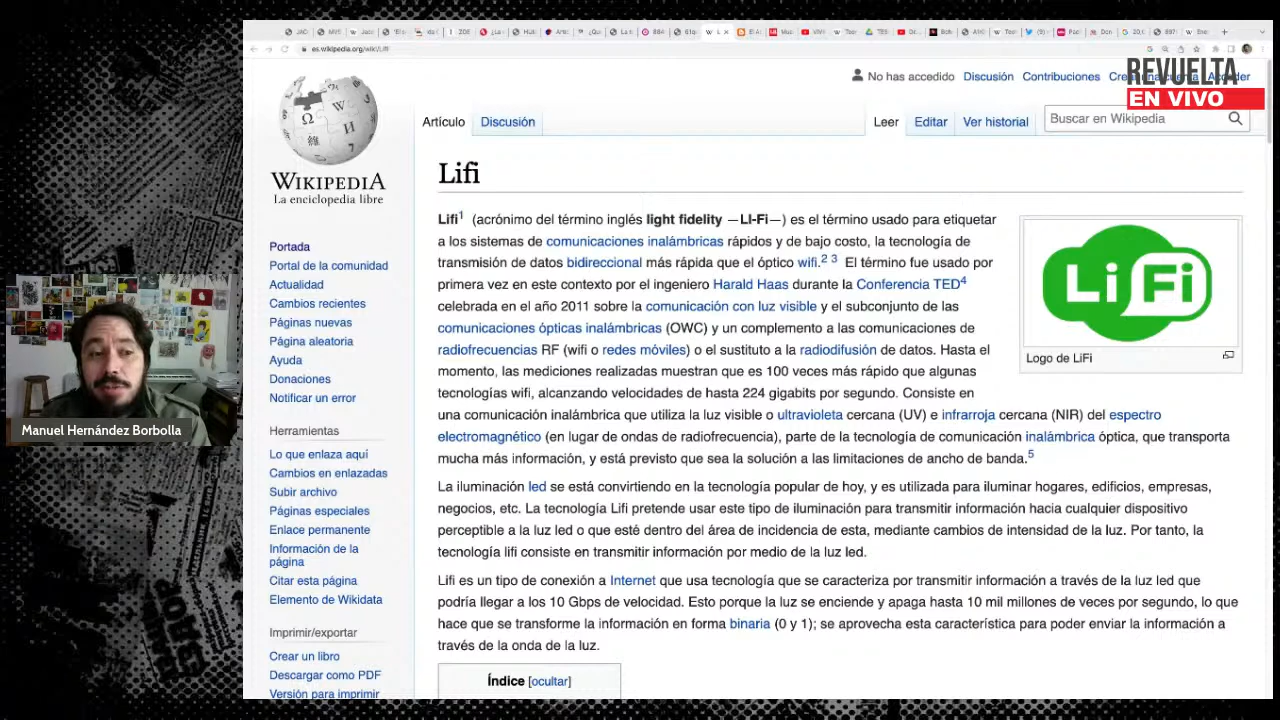 es.wikipedia.org/wiki/Lifi
REVUELTA
EN VIVO
No has accedido Discusión Contribuciones Crear una cuenta Acceder
Artículo Discusión Leer Editar Ver historial Buscar en Wikipedia
WIKIPEDIA
La enciclopedia libre
Portada
Portal de la comunidad
Actualidad
Cambios recientes
Páginas nuevas
Página aleatoria
Ayuda
Donaciones
Notificar un error
Herramientas
Lo que enlaza aquí
Cambios en enlazadas
Subir archivo
Páginas especiales
Enlace permanente
Información de la
página
Citar esta página
Elemento de Wikidata
Imprimir/exportar
Crear un libro
Descargar como PDF
Versión para imprimir
Lifi
Lifi1 (acrónimo del término inglés light fidelity —LI-Fi—) es el término usado para etiquetar
a los sistemas de comunicaciones inalámbricas rápidos y de bajo costo, la tecnología de
transmisión de datos bidireccional más rápida que el óptico wifi.2 3 El término fue usado por
primera vez en este contexto por el ingeniero Harald Haas durante la Conferencia TED4
celebrada en el año 2011 sobre la comunicación con luz visible y el subconjunto de las
comunicaciones ópticas inalámbricas (OWC) y un complemento a las comunicaciones de
radiofrecuencias RF (wifi o redes móviles) o el sustituto a la radiodifusión de datos. Hasta el
momento, las mediciones realizadas muestran que es 100 veces más rápido que algunas
tecnologías wifi, alcanzando velocidades de hasta 224 gigabits por segundo. Consiste en
una comunicación inalámbrica que utiliza la luz visible o ultravioleta cercana (UV) e infrarroja cercana (NIR) del espectro
electromagnético (en lugar de ondas de radiofrecuencia), parte de la tecnología de comunicación inalámbrica óptica, que transporta
mucha más información, y está previsto que sea la solución a las limitaciones de ancho de banda.5
La iluminación led se está convirtiendo en la tecnología popular de hoy, y es utilizada para iluminar hogares, edificios, empresas,
negocios, etc. La tecnología Lifi pretende usar este tipo de iluminación para transmitir información hacia cualquier dispositivo
perceptible a la luz led o que esté dentro del área de incidencia de esta, mediante cambios de intensidad de la luz. Por tanto, la
tecnología lifi consiste en transmitir información por medio de la luz led.
Lifi es un tipo de conexión a Internet que usa tecnología que se caracteriza por transmitir información a través de la luz led que
podría llegar a los 10 Gbps de velocidad. Esto porque la luz se enciende y apaga hasta 10 mil millones de veces por segundo, lo que
hace que se transforme la información en forma binaria (0 y 1); se aprovecha esta característica para poder enviar la información a
través de la onda de la luz.
Índice [ocultar]
LiFi
Logo de LiFi
Manuel Hernández Borbolla